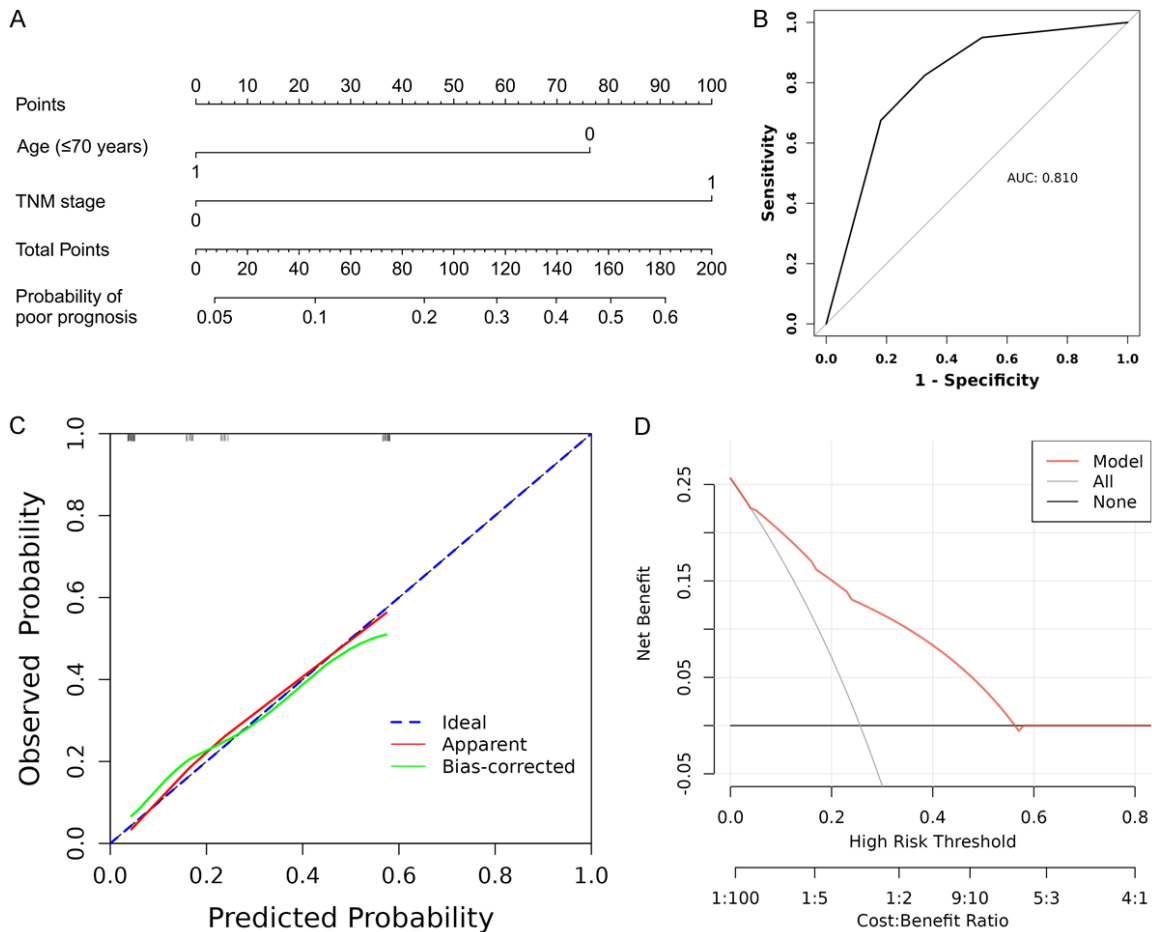 A
Points
0 10 20 30 40 50 60 70 80 90 100
Age (≤70 years)
0
1
TNM stage
1
0
Total Points
0 20 40 60 80 100 120 140 160 180 200
Probability of
poor prognosis
0.05 0.1 0.2 0.3 0.4 0.5 0.6
B
Sensitivity
1.0
0.8
0.6
0.4
0.2
0.0
AUC: 0.810
0.0 0.2 0.4 0.6 0.8 1.0
1 - Specificity
C
Observed Probability
1.0
0.8
0.6
0.4
0.2
0.0
Ideal
Apparent
Bias-corrected
0.0 0.2 0.4 0.6 0.8 1.0
Predicted Probability
D
Model
All
None
Net Benefit
0.25
0.15
0.05
-0.05
0.0 0.2 0.4 0.6 0.8
High Risk Threshold
1:100 1:5 1:2 9:10 5:3 4:1
Cost:Benefit Ratio